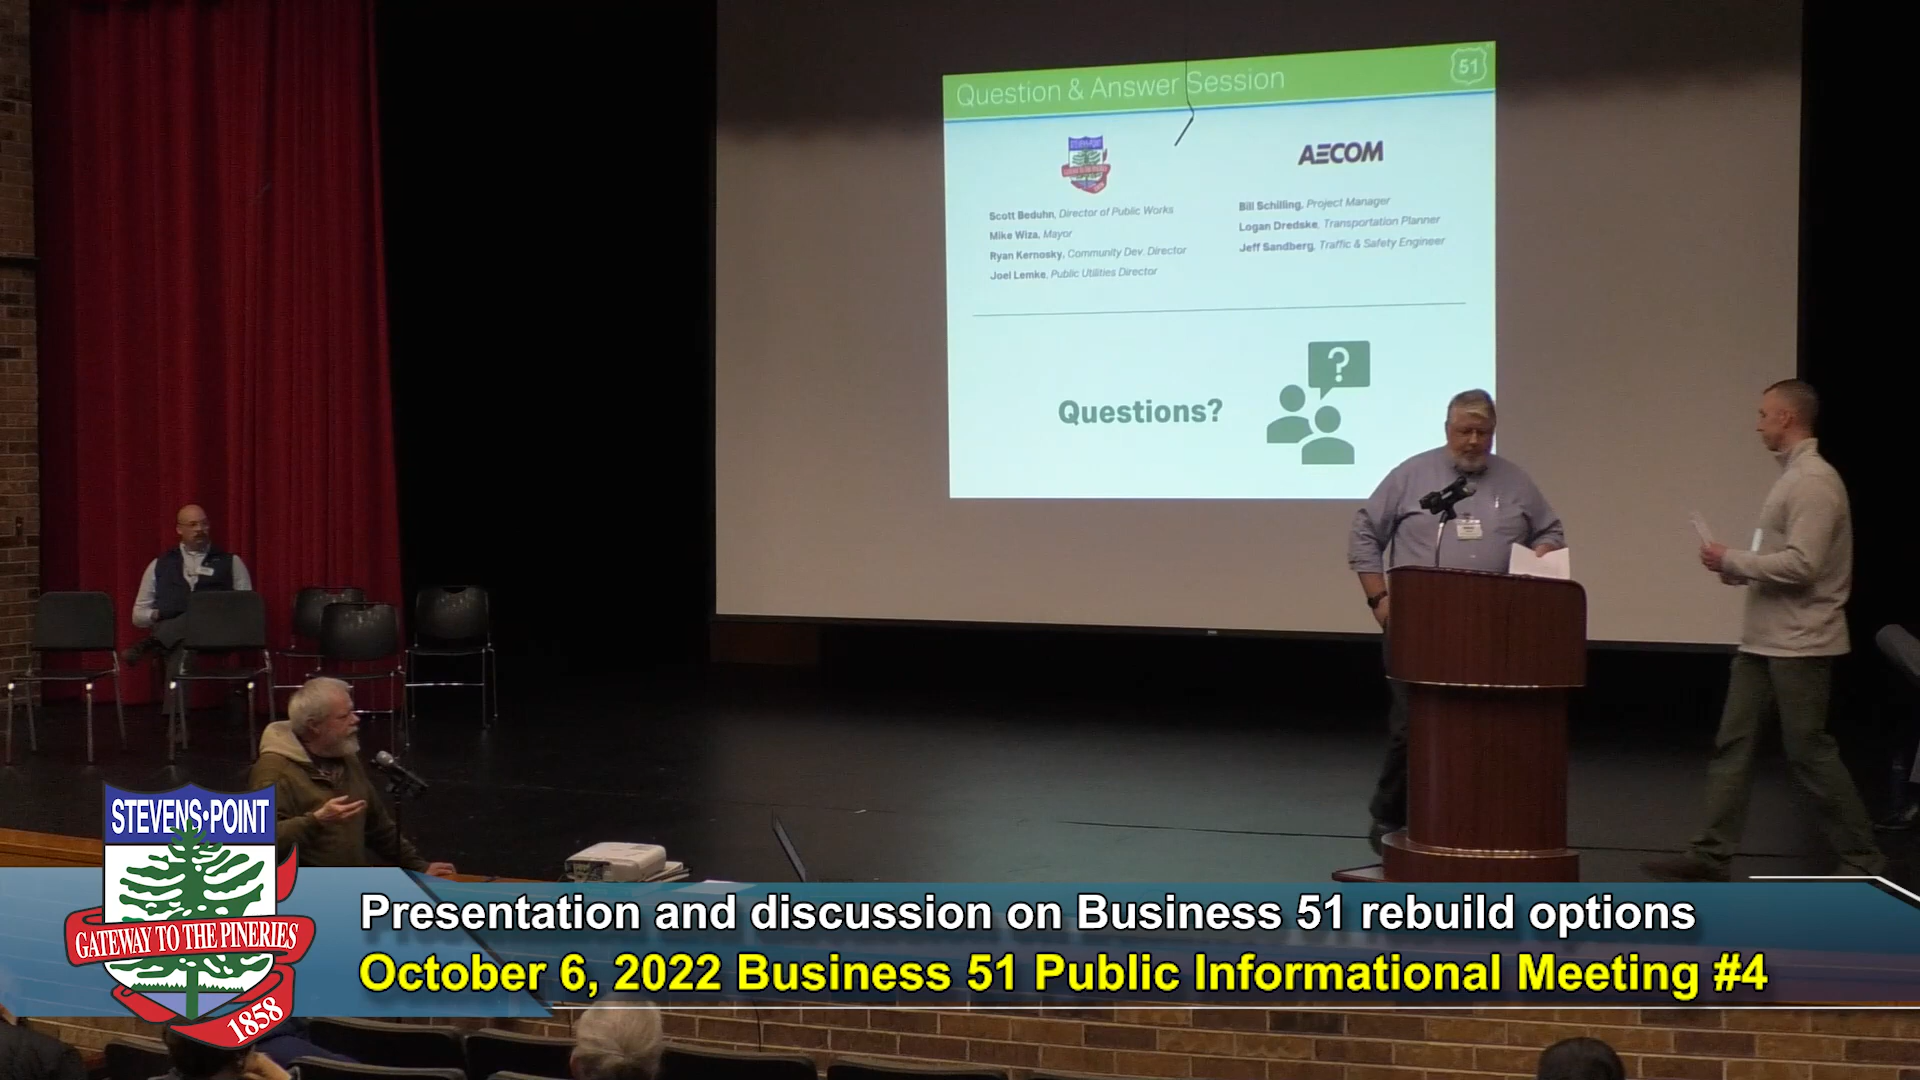 Question & Answer Session
51
STEVENS•POINT
AECOM
Scott Beduhn, Director of Public Works
Mike Wiza, Mayor
Ryan Kernosky, Community Dev. Director
Joel Lemke, Public Utilities Director
Bill Schilling, Project Manager
Logan Dredske, Transportation Planner
Jeff Sandberg, Traffic & Safety Engineer
Questions?
?
STEVENS•POINT
GATEWAY TO THE PINERIES
1858
Presentation and discussion on Business 51 rebuild options
October 6, 2022 Business 51 Public Informational Meeting #4